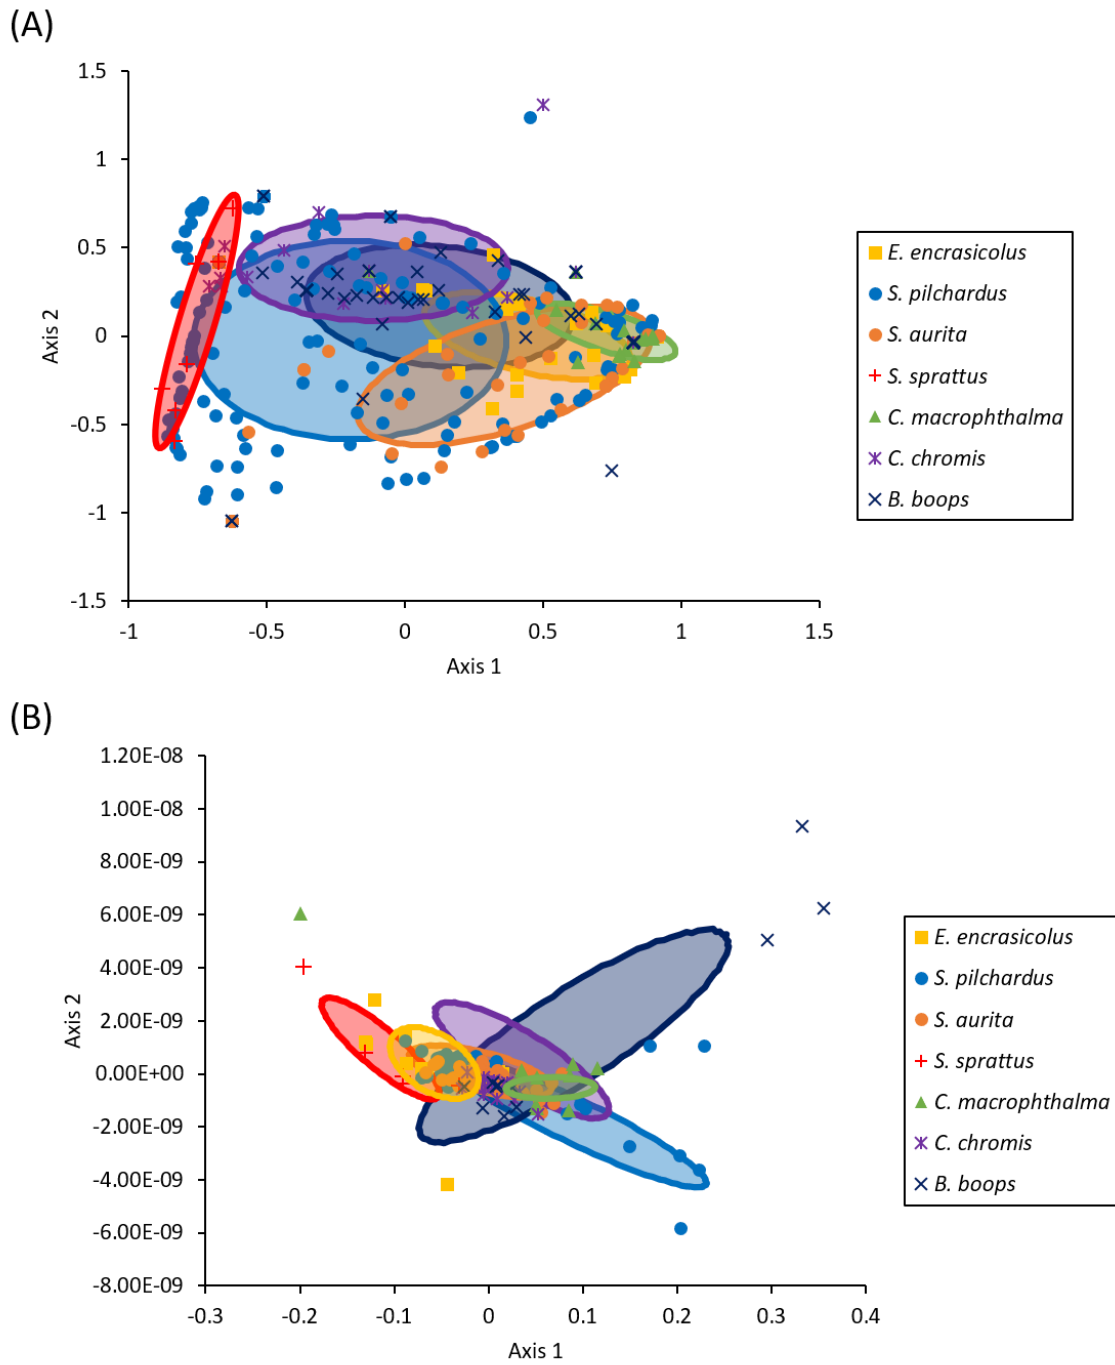 (A)
1.5
1
0.5
0
-0.5
-1
-1.5
Axis 2
-1
-0.5
0
0.5
1
1.5
Axis 1
E. encrasicolus
S. pilchardus
S. aurita
S. sprattus
C. macrophthalma
C. chromis
B. boops
(B)
1.20E-08
1.00E-08
8.00E-09
6.00E-09
4.00E-09
2.00E-09
0.00E+00
-2.00E-09
-4.00E-09
-6.00E-09
-8.00E-09
Axis 2
-0.3
-0.2
-0.1
0
0.1
0.2
0.3
0.4
Axis 1
E. encrasicolus
S. pilchardus
S. aurita
S. sprattus
C. macrophthalma
C. chromis
B. boops